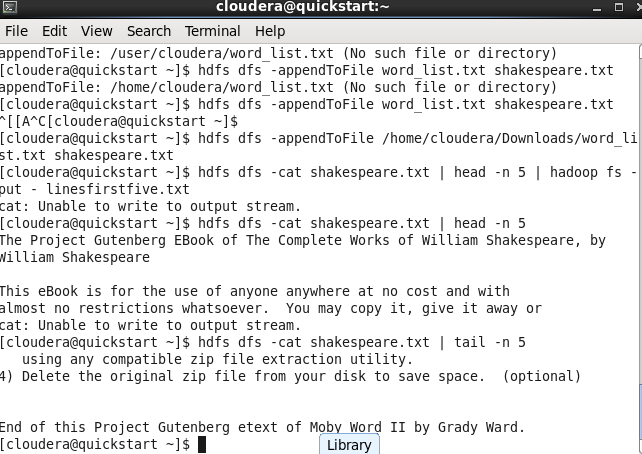 cloudera@quickstart:~
File Edit View Search Terminal Help
appendToFile: /user/cloudera/word_list.txt (No such file or directory)
[cloudera@quickstart ~]$ hdfs dfs -appendToFile word_list.txt shakespeare.txt
appendToFile: /home/cloudera/word_list.txt (No such file or directory)
[cloudera@quickstart ~]$ hdfs dfs -appendToFile word_list.txt shakespeare.txt
^[[A^C[cloudera@quickstart ~]$
[cloudera@quickstart ~]$ hdfs dfs -appendToFile /home/cloudera/Downloads/word_li
st.txt shakespeare.txt
[cloudera@quickstart ~]$ hdfs dfs -cat shakespeare.txt | head -n 5 | hadoop fs -
put - linesfirstfive.txt
cat: Unable to write to output stream.
[cloudera@quickstart ~]$ hdfs dfs -cat shakespeare.txt | head -n 5
The Project Gutenberg EBook of The Complete Works of William Shakespeare, by
William Shakespeare
This eBook is for the use of anyone anywhere at no cost and with
almost no restrictions whatsoever.  You may copy it, give it away or
cat: Unable to write to output stream.
[cloudera@quickstart ~]$ hdfs dfs -cat shakespeare.txt | tail -n 5
   using any compatible zip file extraction utility.
4) Delete the original zip file from your disk to save space.  (optional)
End of this Project Gutenberg etext of Moby Word II by Grady Ward.
[cloudera@quickstart ~]$
Library